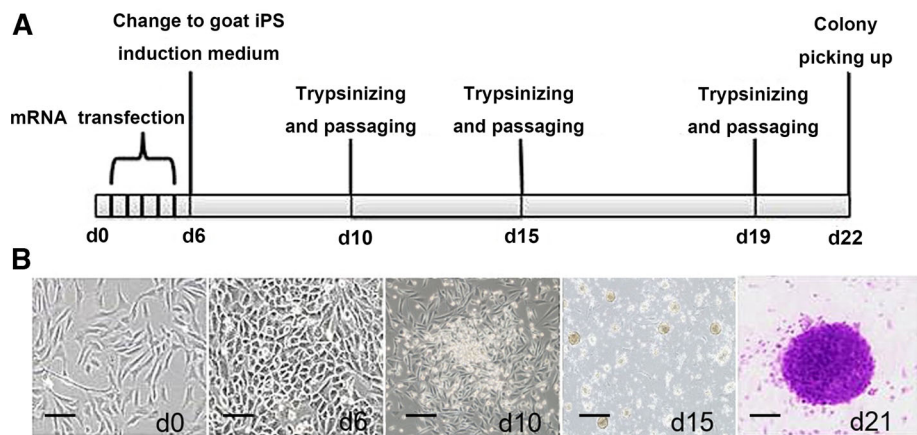 A
Change to goat iPS
induction medium
mRNA transfection
Trypsinizing
and passaging
Trypsinizing
and passaging
Trypsinizing
and passaging
Colony
picking up
d0
d6
d10
d15
d19
d22
B
d0
d6
d10
d15
d21